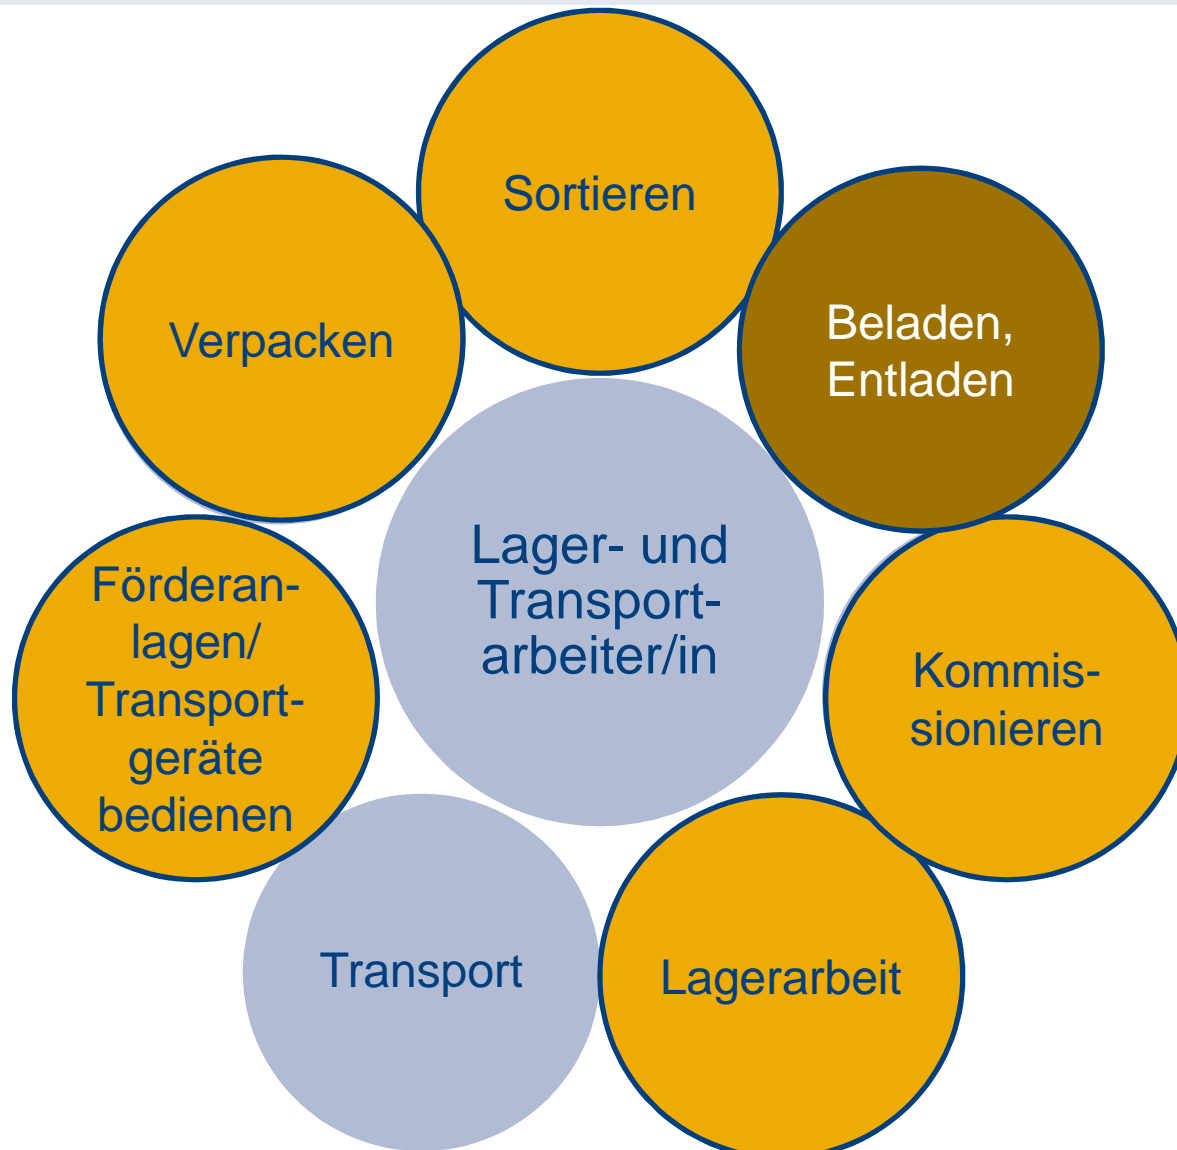 Sortieren
Beladen,
Entladen
Verpacken
Lager- und
Transport-
arbeiter/in
Förderan-
lagen/
Transport-
geräte
bedienen
Kommis-
sionieren
Transport
Lagerarbeit